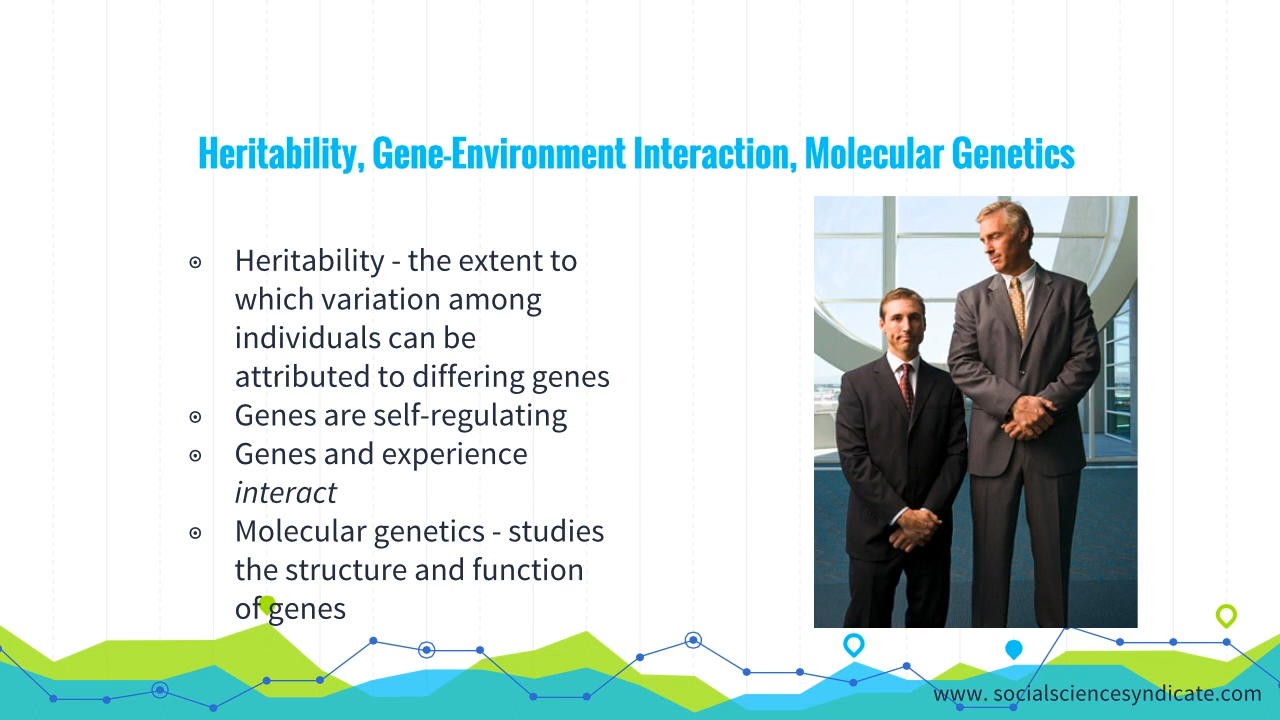 Heritability, Gene-Environment Interaction, Molecular Genetics
Heritability - the extent to
which variation among
individuals can be
attributed to differing genes
Genes are self-regulating
Genes and experience
interact
Molecular genetics - studies
the structure and function
of genes
www. socialsciencesyndicate.com